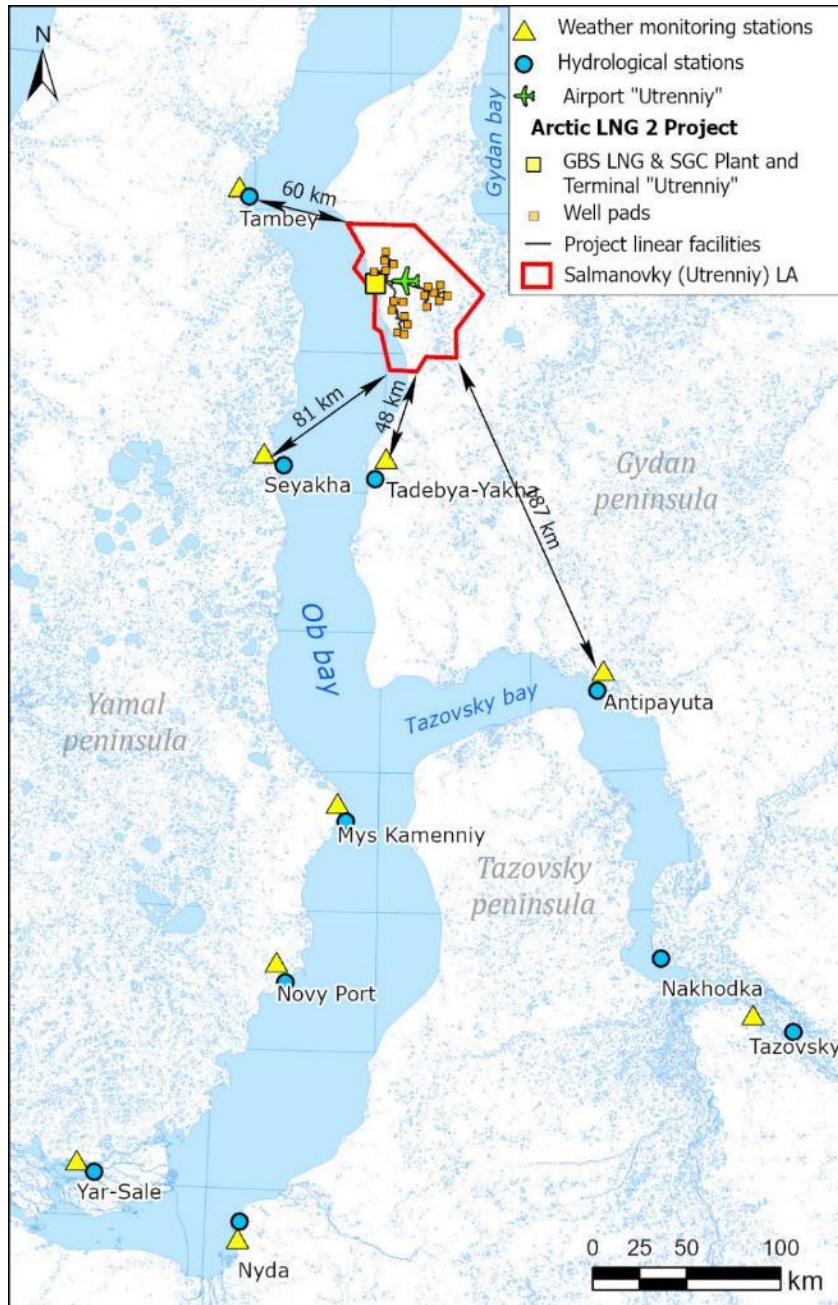 N
Weather monitoring stations
Hydrological stations
Airport "Utrenniy"
Arctic LNG 2 Project
GBS LNG & SGC Plant and
Terminal "Utrenniy"
Well pads
Project linear facilities
Salmanovky (Utrenniy) LA
Gydan bay
60 km
Tambey
81 km
48 km
187 km
Seyakha
Tadebya-Yakha
Gydan
peninsula
Ob bay
Yamal
peninsula
Tazovsky bay
Antipayuta
Mys Kamenniy
Tazovsky
peninsula
Novy Port
Nakhodka
Tazovsky
Yar-Sale
Nyda
0 25 50 100
km